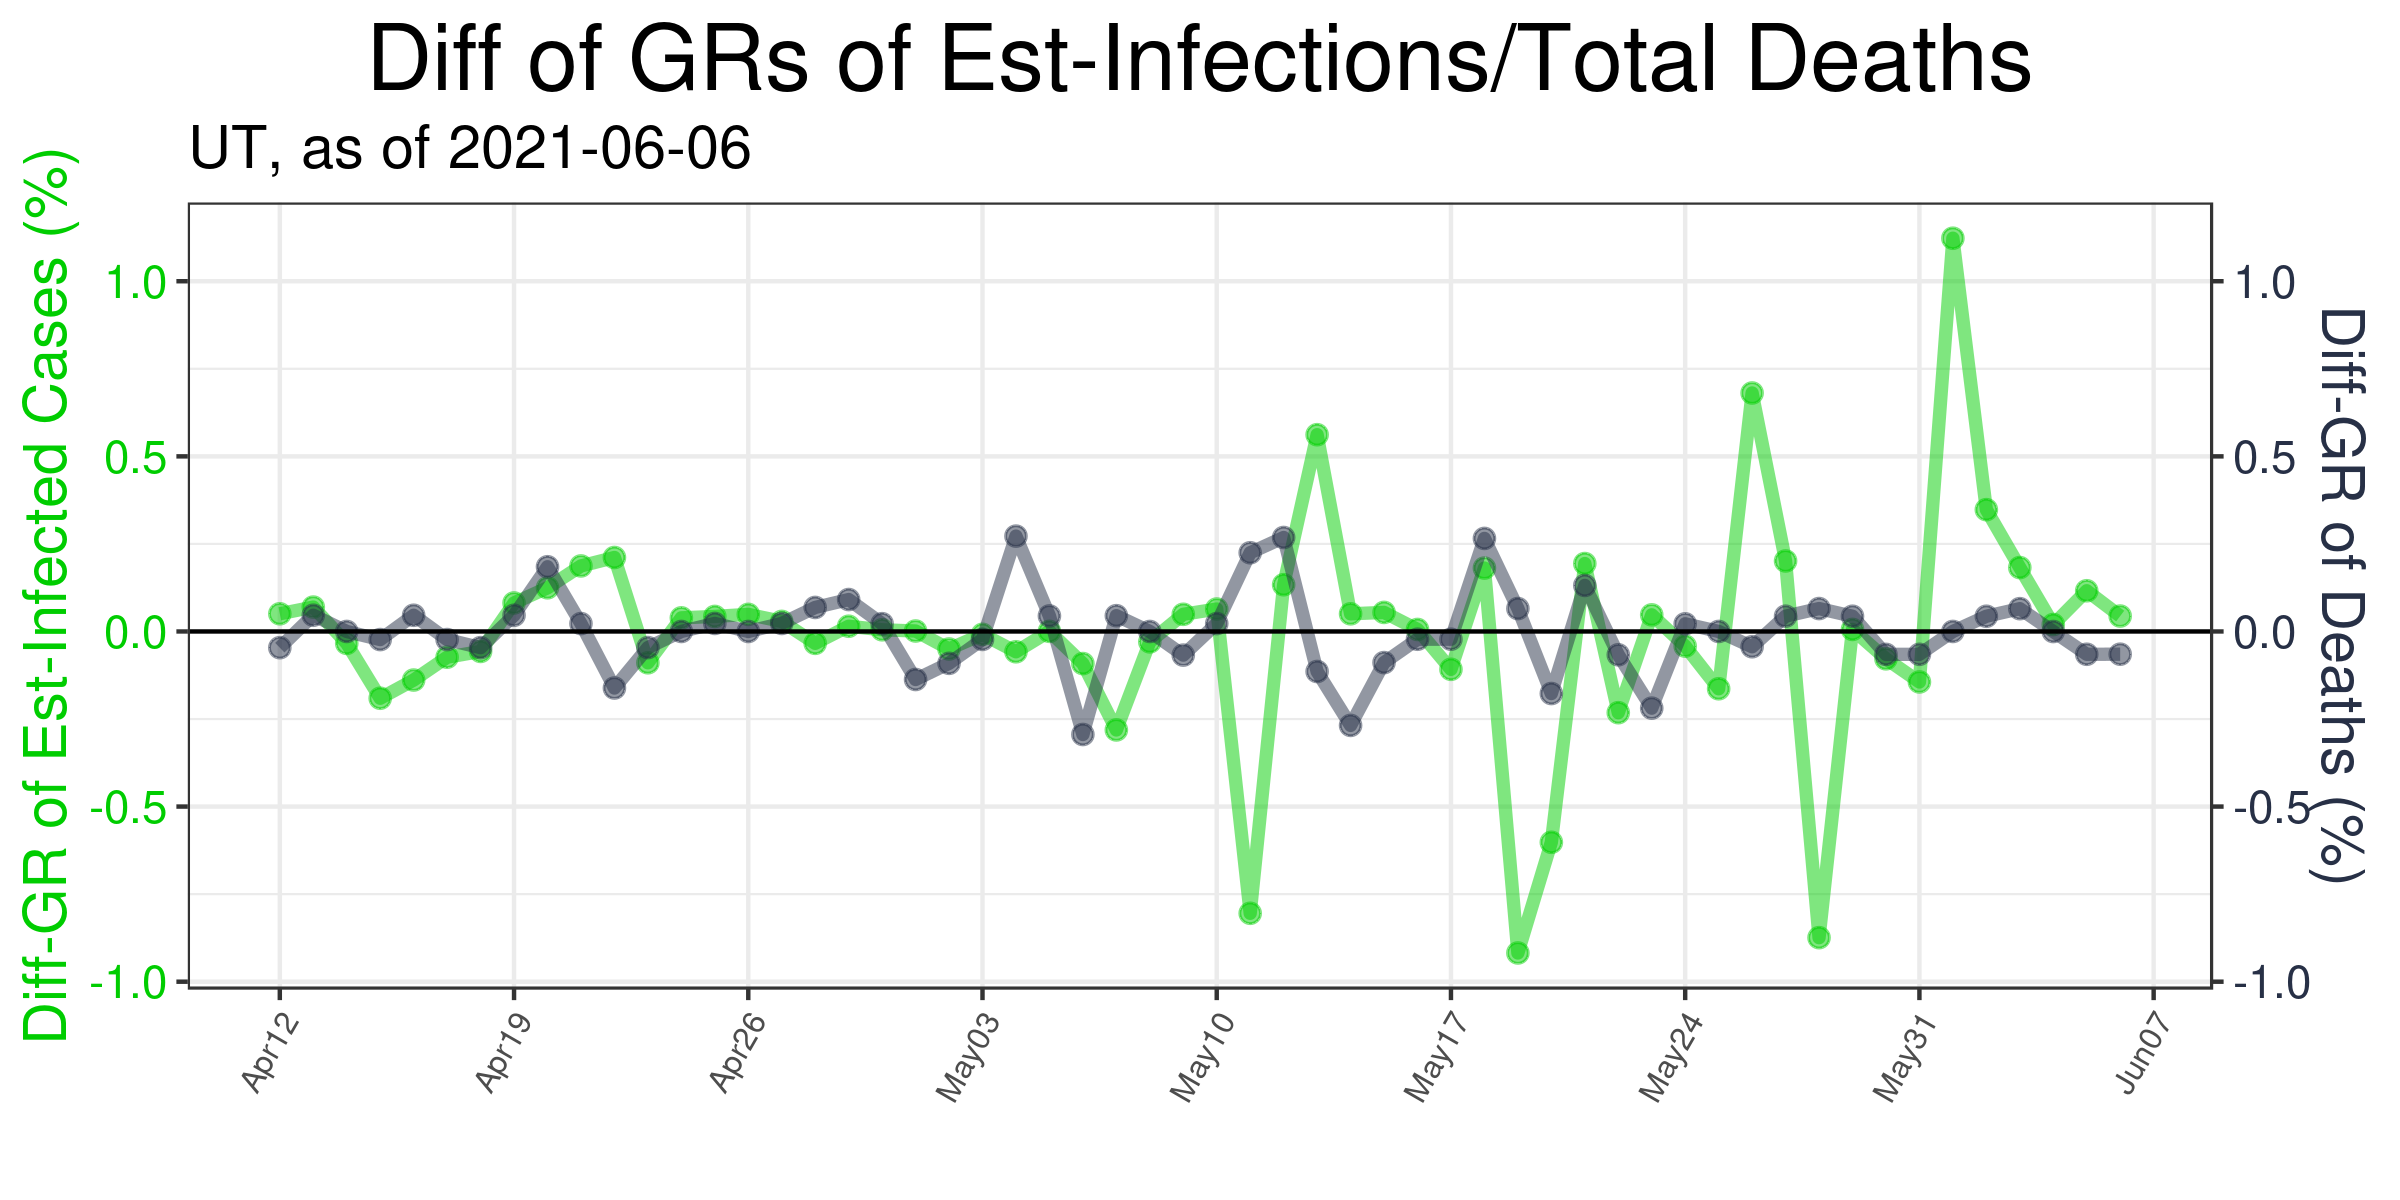 Diff of GRs of Est-Infections/Total Deaths
UT, as of 2021-06-06
Diff-GR of Est-Infected Cases (%)
1.0
0.5
0.0
-0.5
-1.0
1.0
0.5
0.0
-0.5
-1.0
Diff-GR of Deaths (%)
Apr12
Apr19
Apr26
May03
May10
May17
May24
May31
Jun07